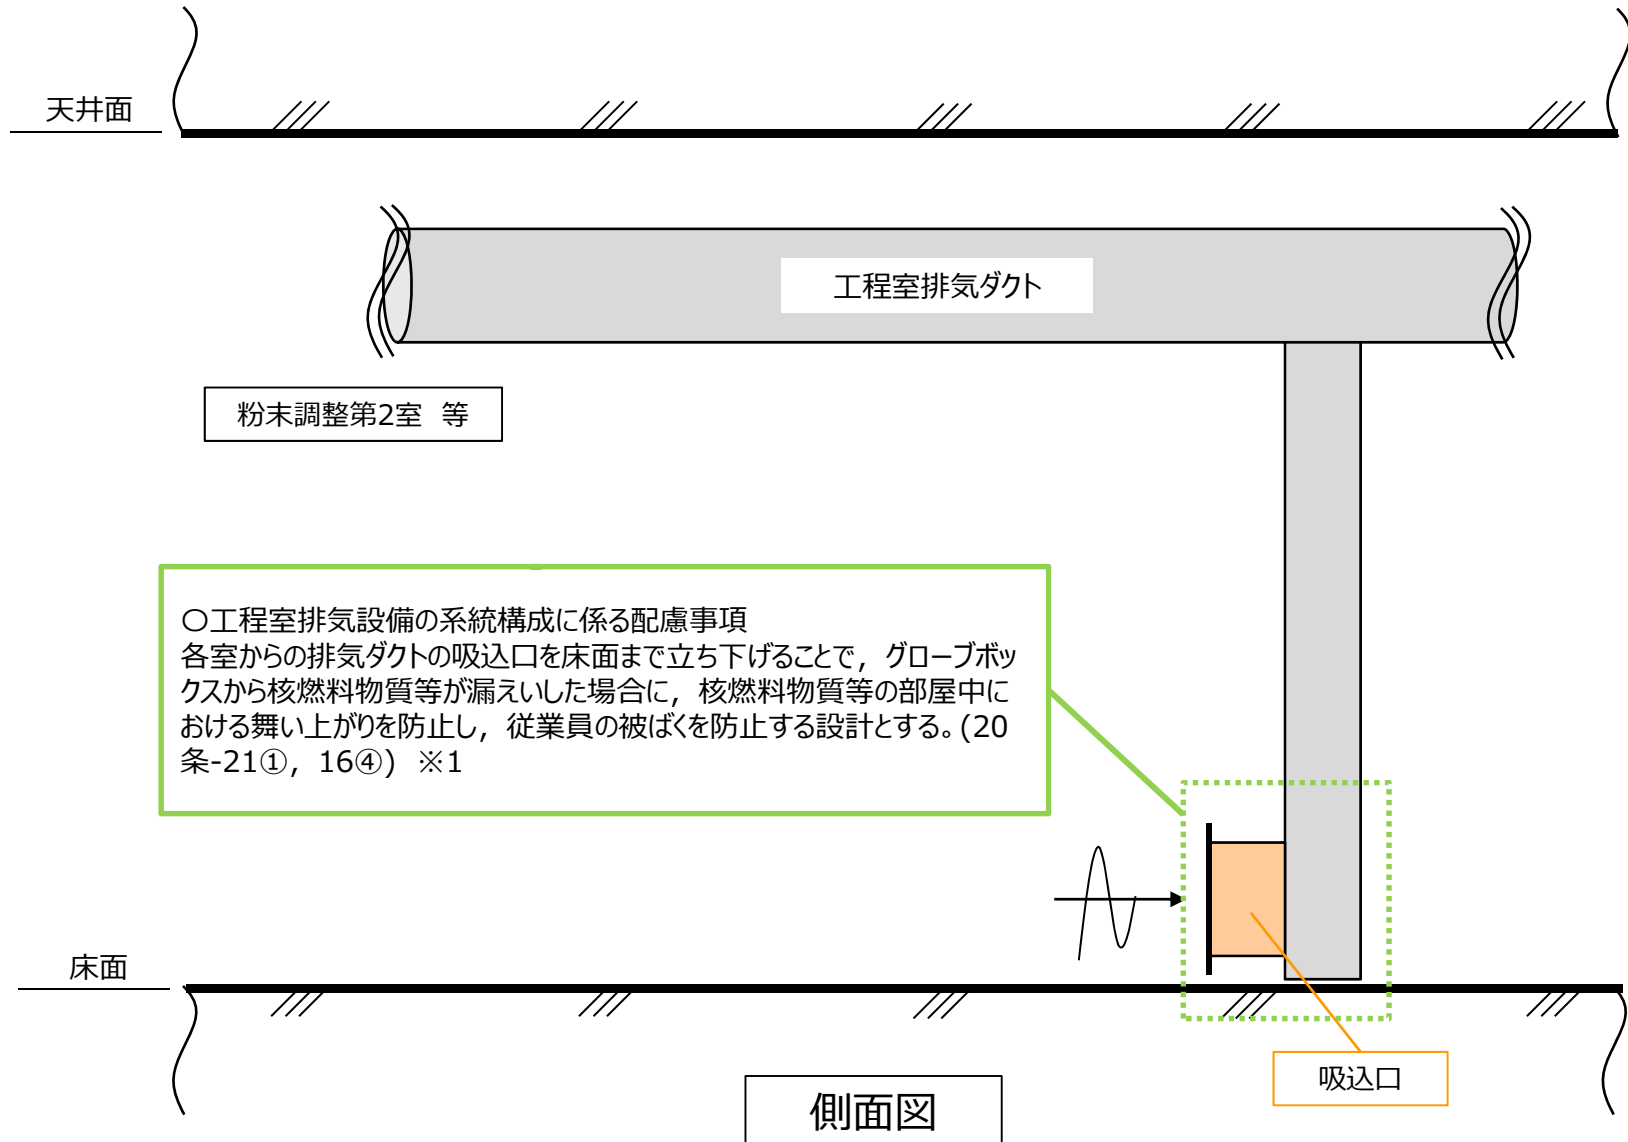 天井面
工程室排気ダクト
粉末調整第2室 等
〇工程室排気設備の系統構成に係る配慮事項
各室からの排気ダクトの吸込口を床面まで立ち下げることで，グローブボッ
クスから核燃料物質等が漏えいした場合に，核燃料物質等の部屋中に
おける舞い上がりを防止し，従業員の被ばくを防止する設計とする。(20
条-21①，16④) ※1
床面
吸込口
側面図